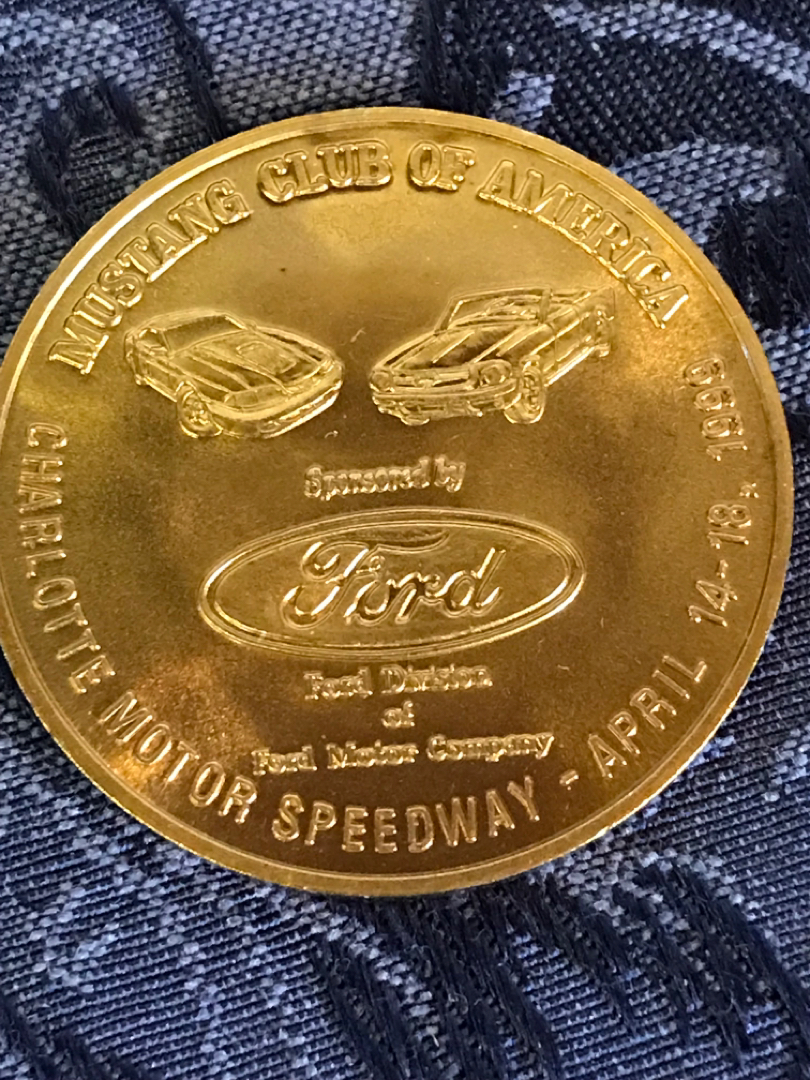 MUSTANG CLUB OF AMERICA
Sponsored by
Ford
Ford Division
of
Ford Motor Company
CHARLOTTE MOTOR SPEEDWAY - APRIL 14-18, 1999